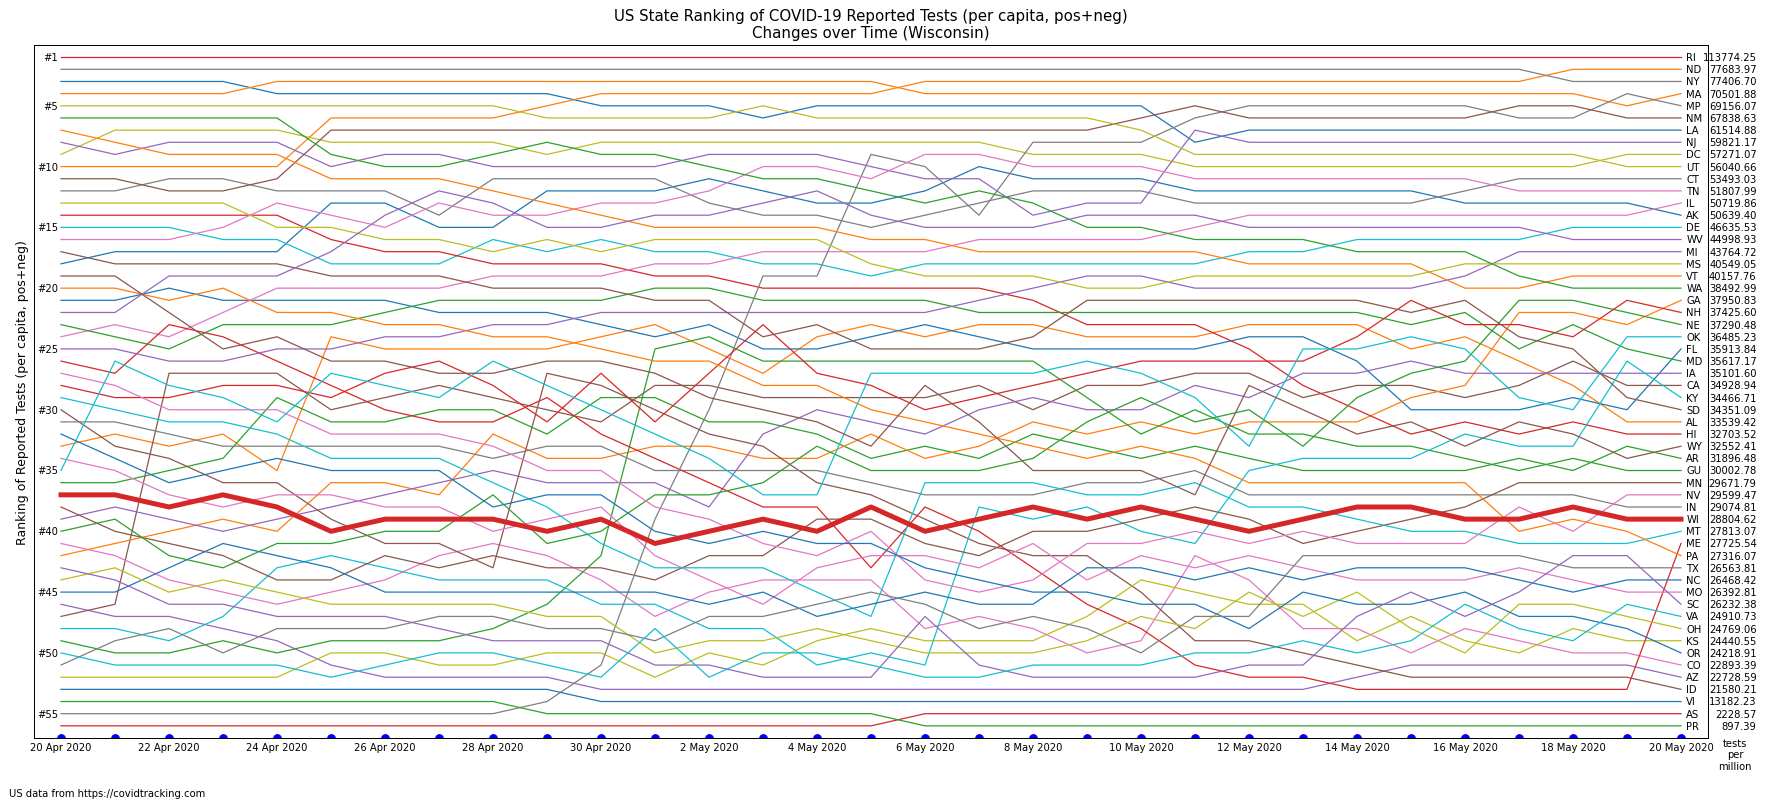 US State Ranking of COVID-19 Reported Tests (per capita, pos+neg)
Changes over Time (Wisconsin)
Ranking of Reported Tests (per capita, pos+neg)
#1
#5
#10
#15
#20
#25
#30
#35
#40
#45
#50
#55
RI 113774.25
ND 77683.97
NY 77406.70
MA 70501.88
MP 69156.07
NM 67838.63
LA 61514.88
NJ 59821.17
DC 57271.07
UT 56040.66
CT 53493.03
TN 51807.99
IL 50719.86
AK 50639.40
DE 46635.53
WV 44998.93
MI 43764.72
MS 40549.05
VT 40157.76
WA 38492.99
GA 37950.83
NH 37425.60
NE 37290.48
OK 36485.23
FL 35913.84
MD 35617.17
IA 35101.60
CA 34928.94
KY 34466.71
SD 34351.09
AL 33539.42
HI 32703.52
WY 32552.41
AR 31896.48
GU 30002.78
MN 29671.79
NV 29599.47
IN 29074.81
WI 28804.62
MT 27813.07
ME 27725.54
PA 27316.07
TX 26563.81
NC 26468.42
MO 26392.81
SC 26232.38
VA 24910.73
OH 24769.06
KS 24440.55
OR 24218.91
CO 22893.39
AZ 22728.59
ID 21580.21
VI 13182.23
AS 2228.57
PR 897.39
20 Apr 2020 22 Apr 2020 24 Apr 2020 26 Apr 2020 28 Apr 2020 30 Apr 2020 2 May 2020 4 May 2020 6 May 2020 8 May 2020 10 May 2020 12 May 2020 14 May 2020 16 May 2020 18 May 2020 20 May 2020
tests
per
million
US data from https://covidtracking.com